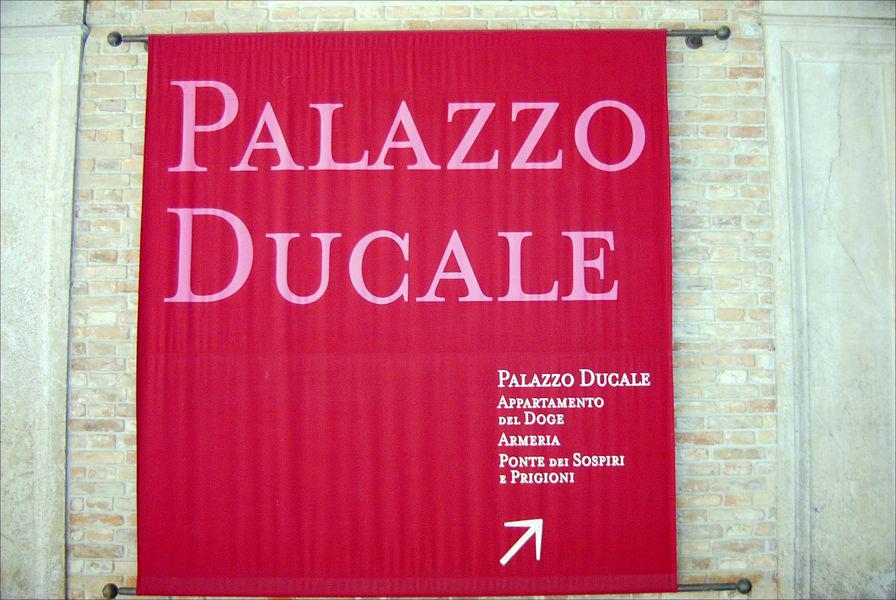 PALAZZO
DUCALE
PALAZZO DUCALE
APPARTAMENTO
DEL DOGE
ARMERIA
PONTE DEI SOSPIRI
E PRIGIONI